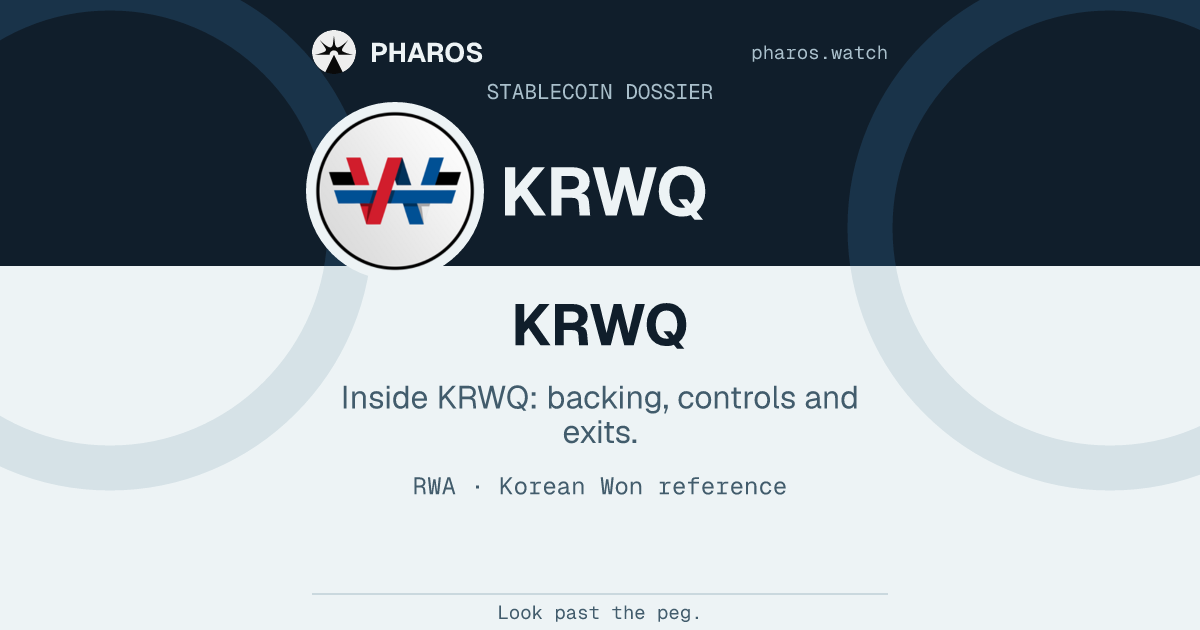 PHAROS
pharos.watch
STABLECOIN DOSSIER
KRWQ
KRWQ
Inside KRWQ: backing, controls and
exits.
RWA · Korean Won reference
Look past the peg.